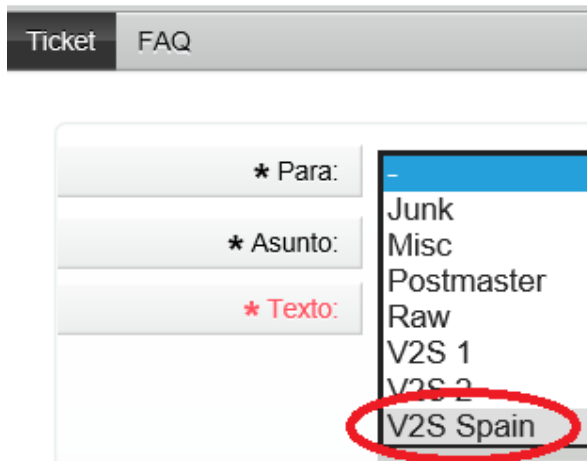 Ticket FAQ
* Para:
-
Junk
* Asunto:
Misc
Postmaster
* Texto:
Raw
V2S 1
V2S 2
V2S Spain